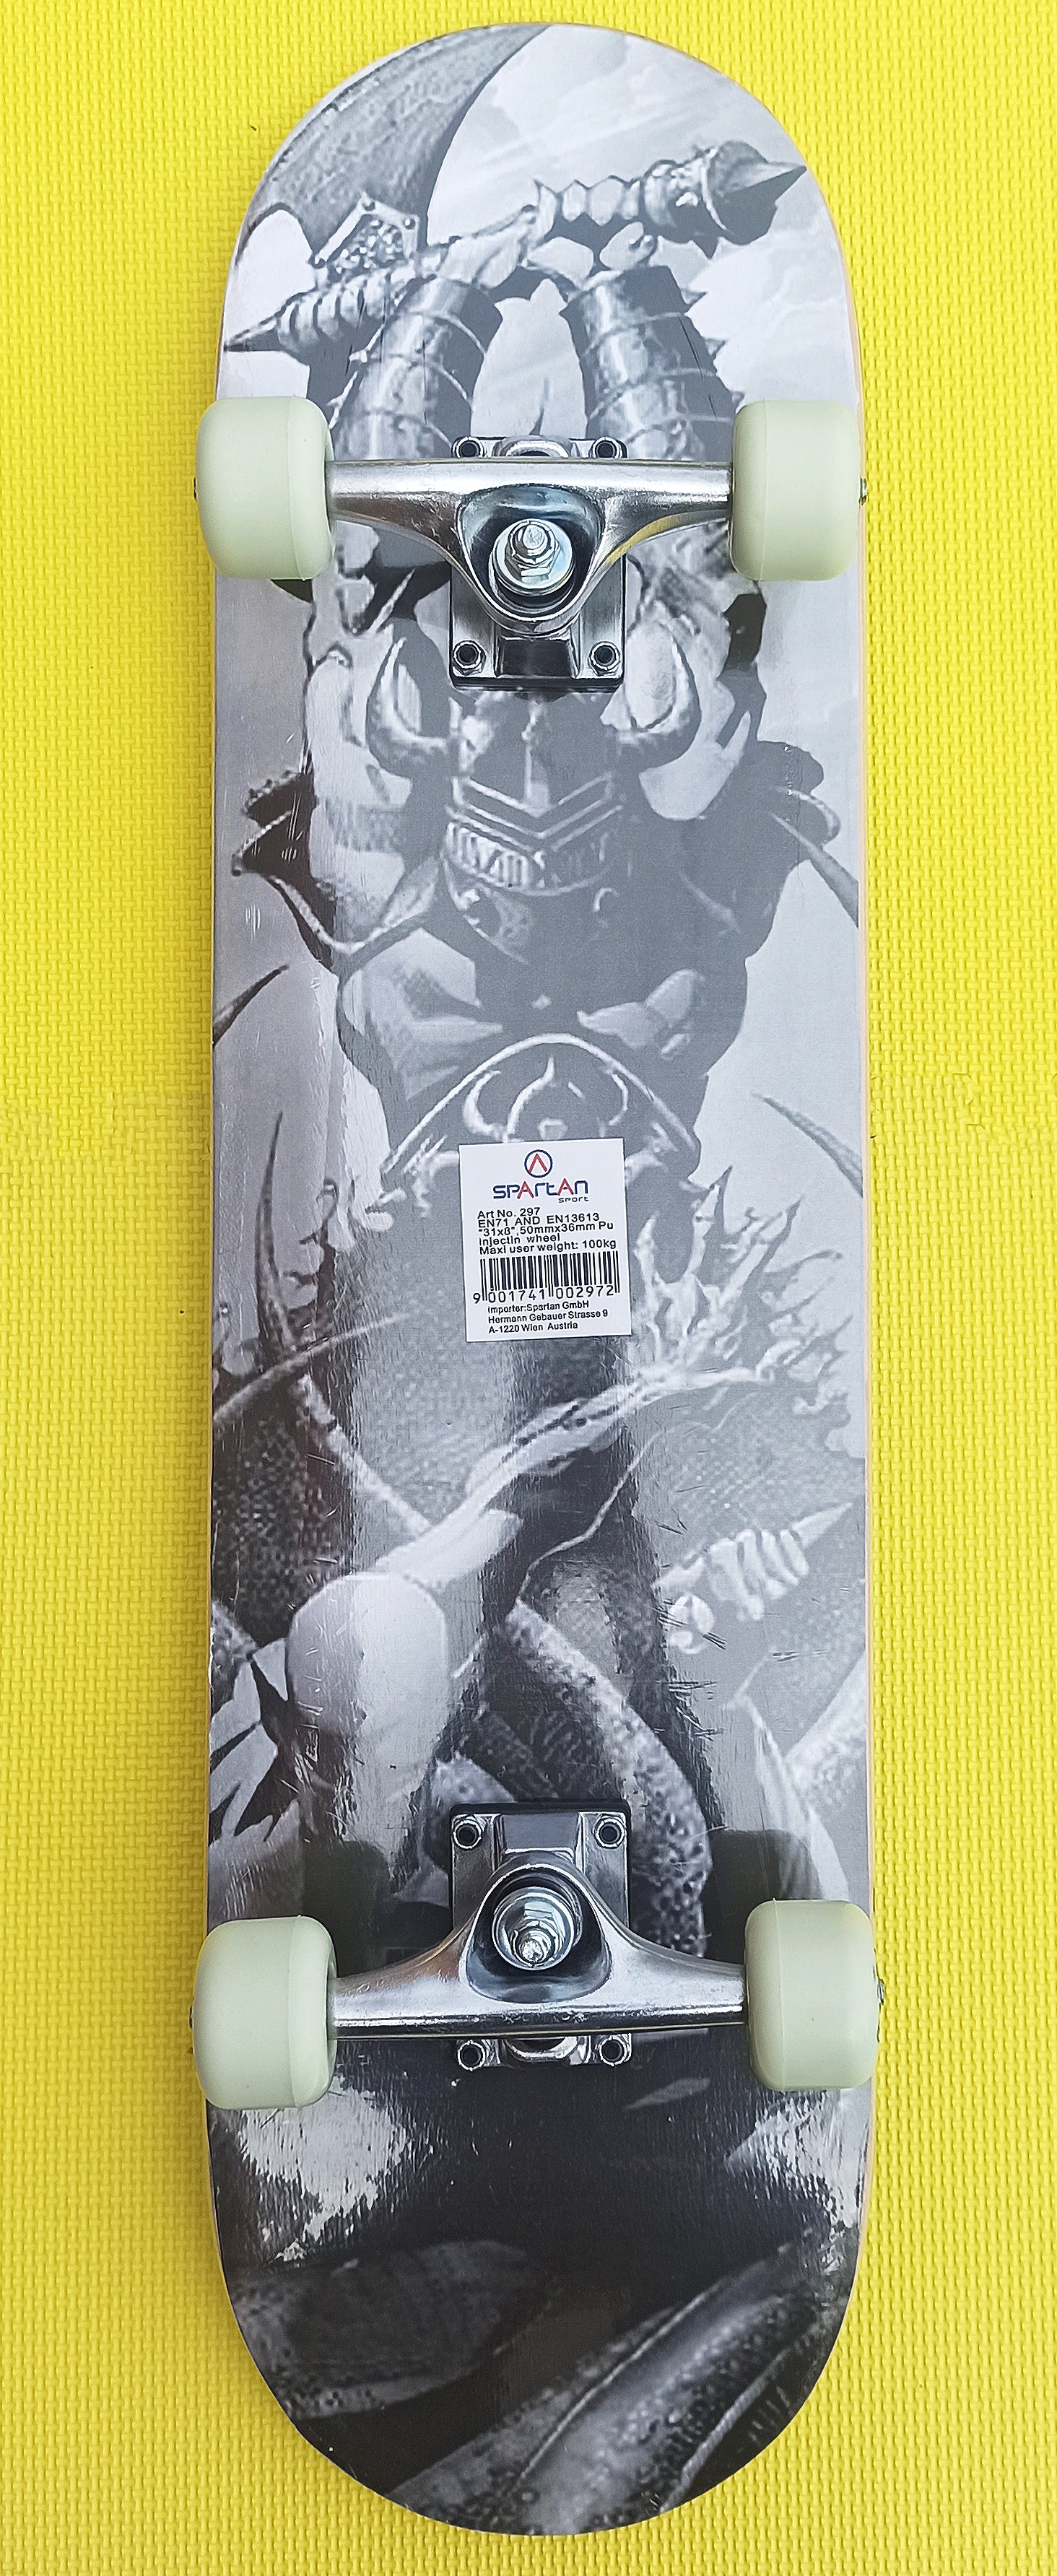 SPArtAn
sport
Art No. 297
EN71 AND EN13613
"31x8",50mmx36mm Pu
injectin wheel
Maxi user weight: 100kg
9 001741 002972
Importer:Spartan GmbH
Hermann Gebauer Strasse 9
A-1220 Wien Austria